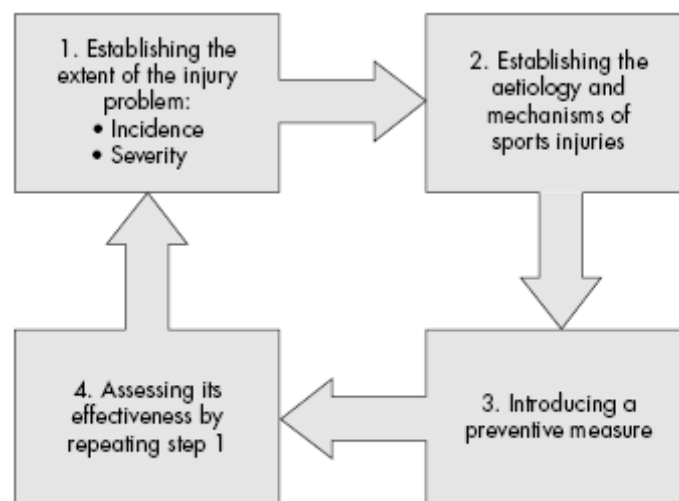 1. Establishing the
extent of the injury
problem:
• Incidence
• Severity
2. Establishing the
aetiology and
mechanisms of
sports injuries
3. Introducing a
preventive measure
4. Assessing its
effectiveness by
repeating step 1